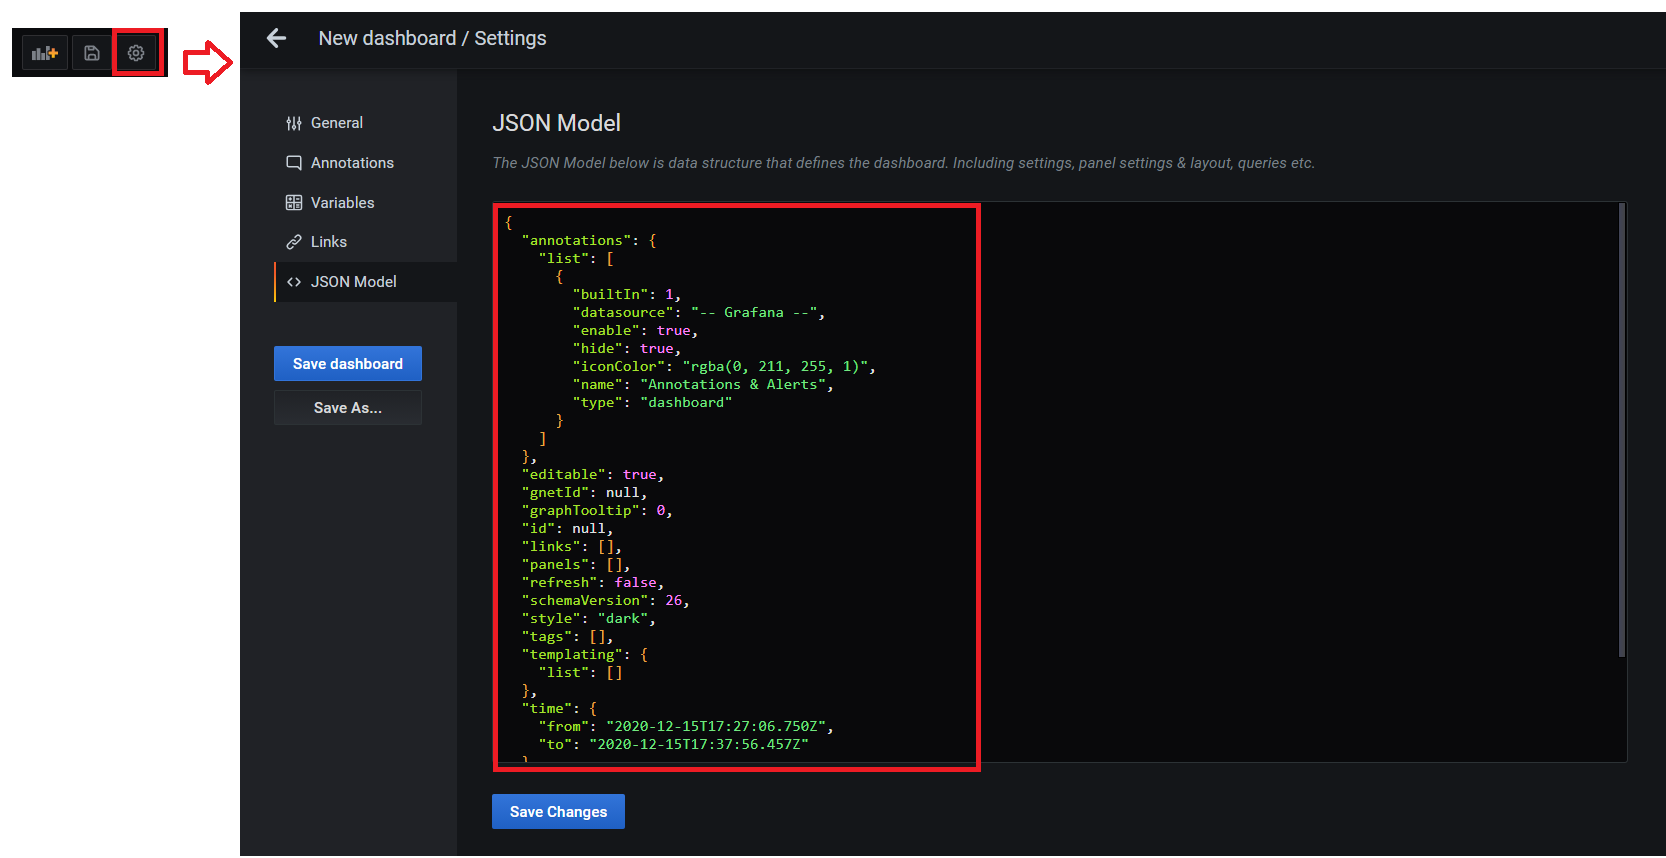 New dashboard / Settings
General
Annotations
Variables
Links
JSON Model
Save dashboard
Save As...
JSON Model
The JSON Model below is data structure that defines the dashboard. Including settings, panel settings & layout, queries etc.
{
  "annotations": {
    "list": [
      {
        "builtIn": 1,
        "datasource": "-- Grafana --",
        "enable": true,
        "hide": true,
        "iconColor": "rgba(0, 211, 255, 1)",
        "name": "Annotations & Alerts",
        "type": "dashboard"
      }
    ]
  },
  "editable": true,
  "gnetId": null,
  "graphTooltip": 0,
  "id": null,
  "links": [],
  "panels": [],
  "refresh": false,
  "schemaVersion": 26,
  "style": "dark",
  "tags": [],
  "templating": {
    "list": []
  },
  "time": {
    "from": "2020-12-15T17:27:06.750Z",
    "to": "2020-12-15T17:37:56.457Z"
  }
Save Changes